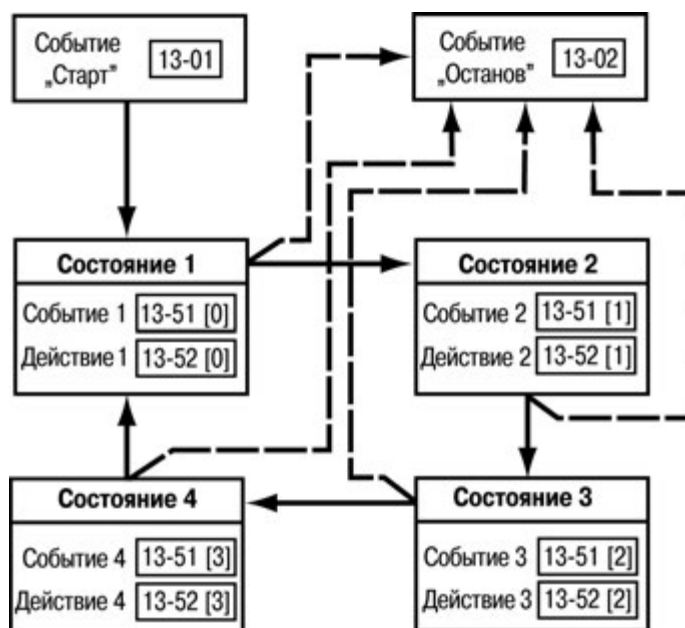 Событие
„Старт”
13-01
Событие
„Останов”
13-02
Состояние 1
Событие 1 13-51 [0]
Действие 1 13-52 [0]
Состояние 2
Событие 2 13-51 [1]
Действие 2 13-52 [1]
Состояние 4
Событие 4 13-51 [3]
Действие 4 13-52 [3]
Состояние 3
Событие 3 13-51 [2]
Действие 3 13-52 [2]